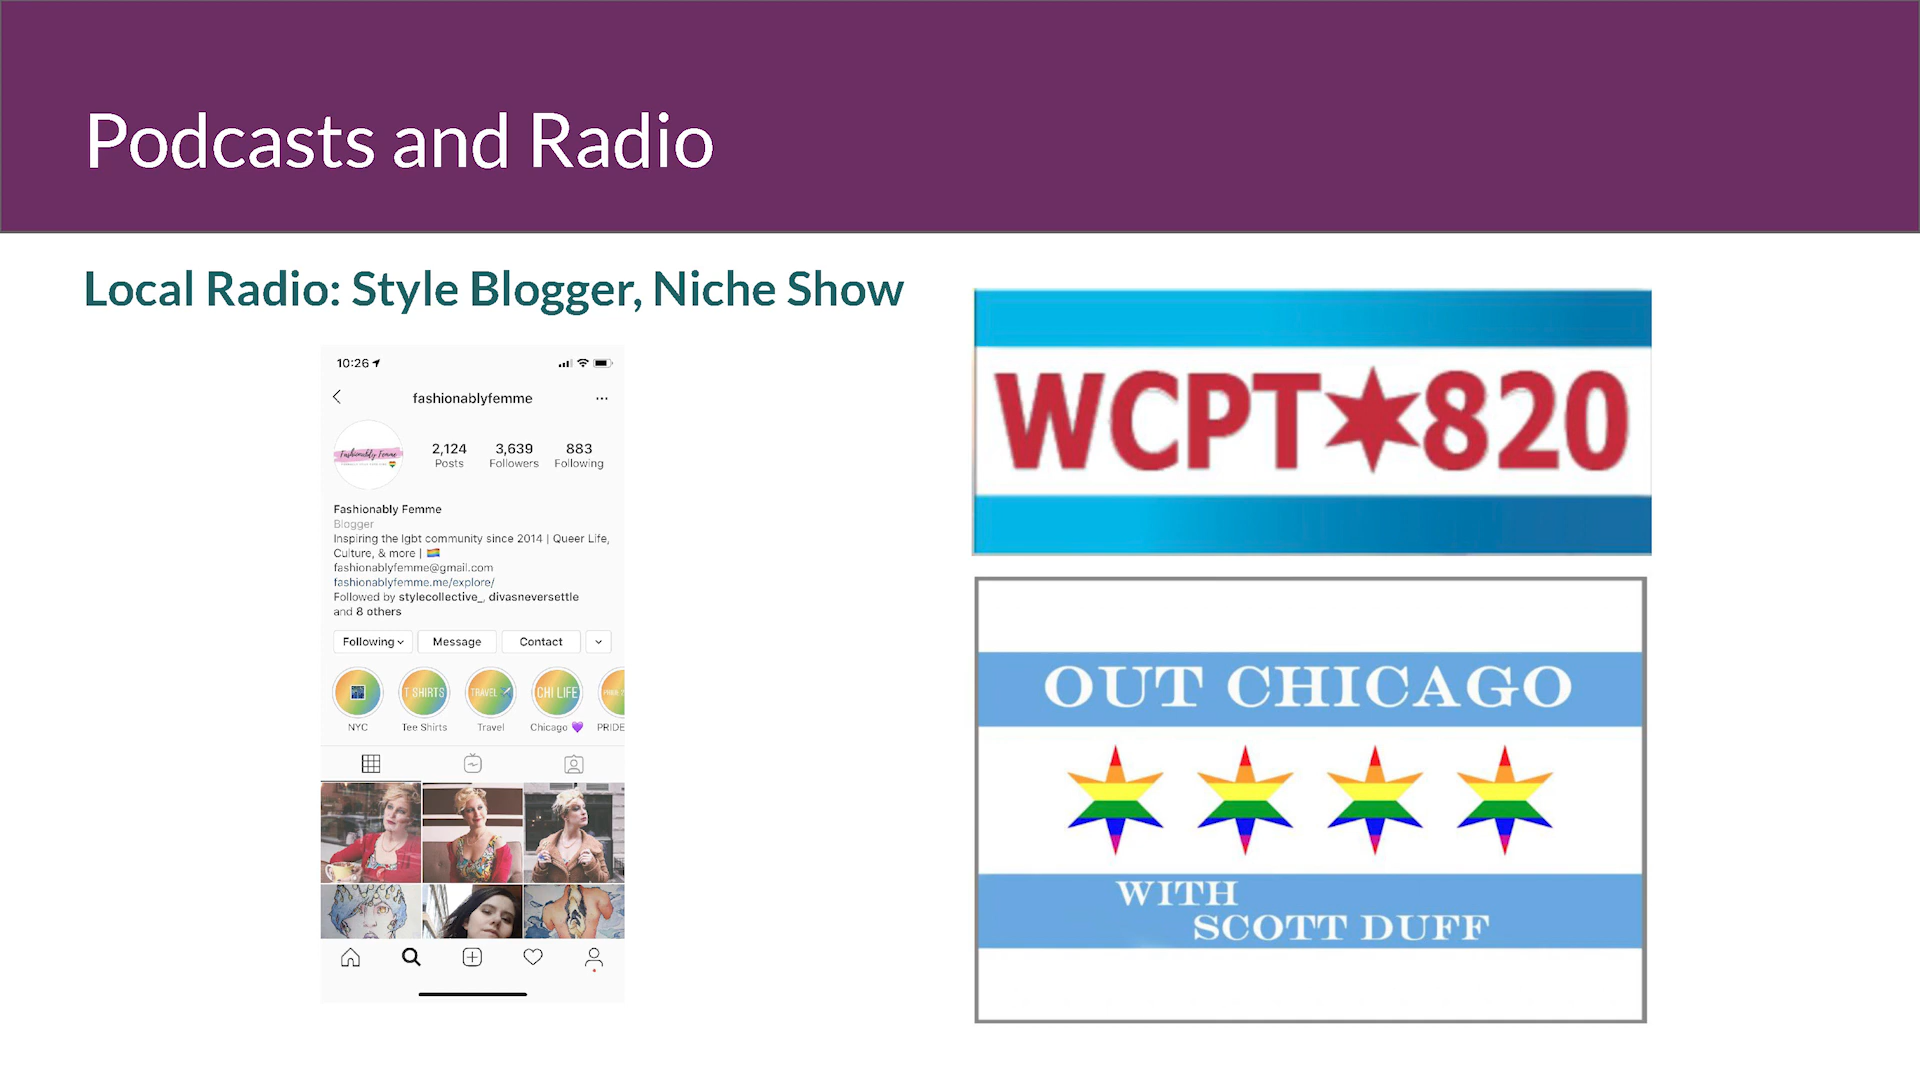 Podcasts and Radio
Local Radio: Style Blogger, Niche Show
10:26
fashionablyfemme
Fashionably Femme
2,124 3,639 883
Posts Followers Following
Fashionably Femme
Blogger
Inspiring the lgbt community since 2014 | Queer Life,
Culture, & more |
fashionablyfemme@gmail.com
fashionablyfemme.me/explore/
Followed by stylecollective_, divasneversettle
and 8 others
Following Message Contact
T SHIRTS TRAVEL CHI LIFE
NYC Tee Shirts Travel Chicago 💜 PRIDE
WCPT✶820
OUT CHICAGO
WITH
SCOTT DUFF